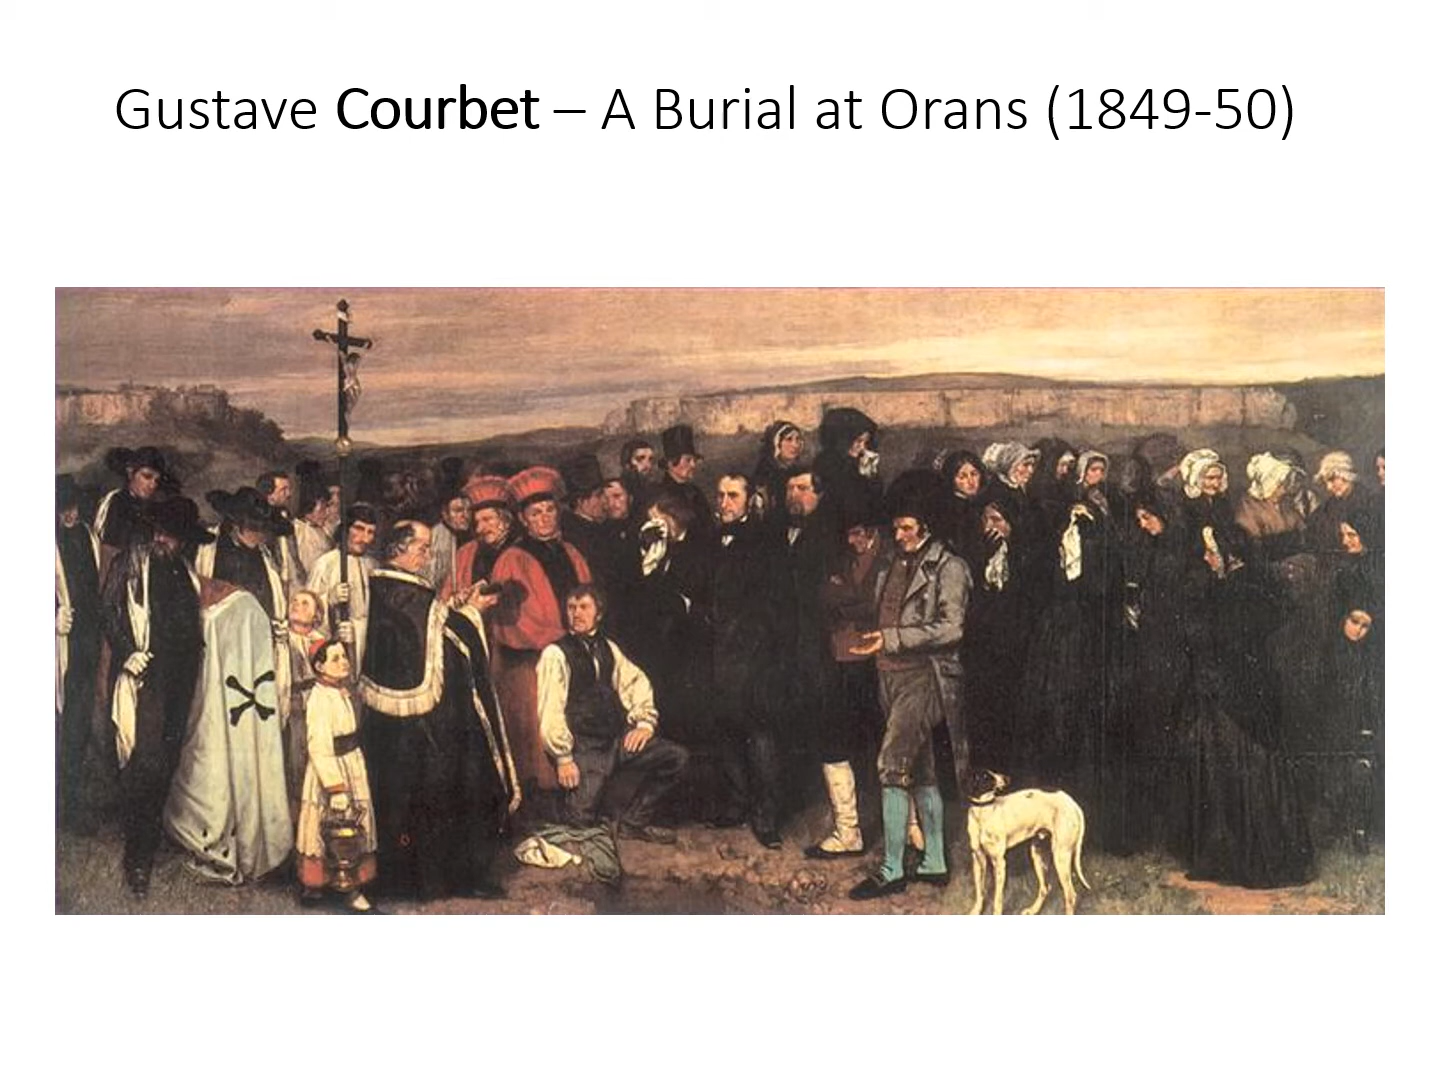 Gustave Courbet – A Burial at Orans (1849-50)